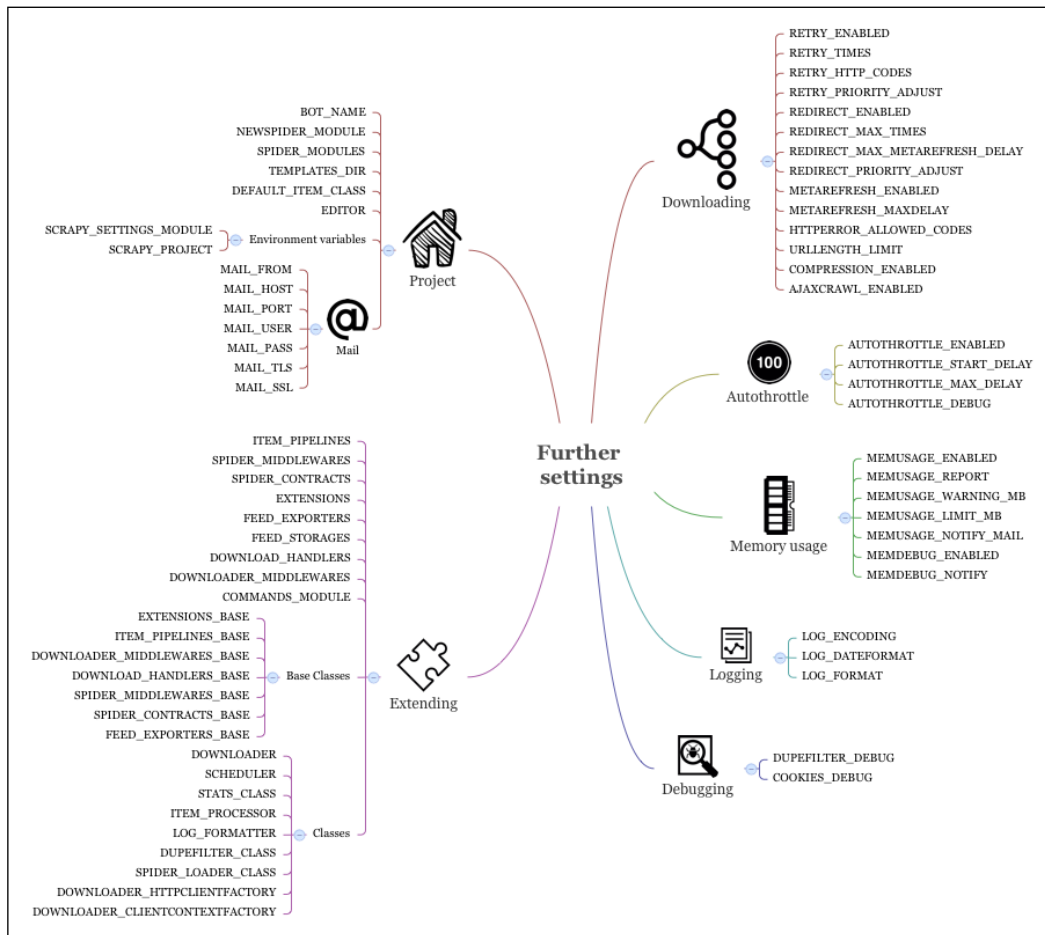 Further
settings
Project
BOT_NAME
NEWSPIDER_MODULE
SPIDER_MODULES
TEMPLATES_DIR
DEFAULT_ITEM_CLASS
EDITOR
Environment variables
SCRAPY_SETTINGS_MODULE
SCRAPY_PROJECT
@
Mail
MAIL_FROM
MAIL_HOST
MAIL_PORT
MAIL_USER
MAIL_PASS
MAIL_TLS
MAIL_SSL
Extending
ITEM_PIPELINES
SPIDER_MIDDLEWARES
SPIDER_CONTRACTS
EXTENSIONS
FEED_EXPORTERS
FEED_STORAGES
DOWNLOAD_HANDLERS
DOWNLOADER_MIDDLEWARES
COMMANDS_MODULE
Base Classes
EXTENSIONS_BASE
ITEM_PIPELINES_BASE
DOWNLOADER_MIDDLEWARES_BASE
DOWNLOAD_HANDLERS_BASE
SPIDER_MIDDLEWARES_BASE
SPIDER_CONTRACTS_BASE
FEED_EXPORTERS_BASE
Classes
DOWNLOADER
SCHEDULER
STATS_CLASS
ITEM_PROCESSOR
LOG_FORMATTER
DUPEFILTER_CLASS
SPIDER_LOADER_CLASS
DOWNLOADER_HTTPCLIENTFACTORY
DOWNLOADER_CLIENTCONTEXTFACTORY
Downloading
RETRY_ENABLED
RETRY_TIMES
RETRY_HTTP_CODES
RETRY_PRIORITY_ADJUST
REDIRECT_ENABLED
REDIRECT_MAX_TIMES
REDIRECT_MAX_METAREFRESH_DELAY
REDIRECT_PRIORITY_ADJUST
METAREFRESH_ENABLED
METAREFRESH_MAXDELAY
HTTPERROR_ALLOWED_CODES
URLLENGTH_LIMIT
COMPRESSION_ENABLED
AJAXCRAWL_ENABLED
100
Autothrottle
AUTOTHROTTLE_ENABLED
AUTOTHROTTLE_START_DELAY
AUTOTHROTTLE_MAX_DELAY
AUTOTHROTTLE_DEBUG
Memory usage
MEMUSAGE_ENABLED
MEMUSAGE_REPORT
MEMUSAGE_WARNING_MB
MEMUSAGE_LIMIT_MB
MEMUSAGE_NOTIFY_MAIL
MEMDEBUG_ENABLED
MEMDEBUG_NOTIFY
Logging
LOG_ENCODING
LOG_DATEFORMAT
LOG_FORMAT
Debugging
DUPEFILTER_DEBUG
COOKIES_DEBUG